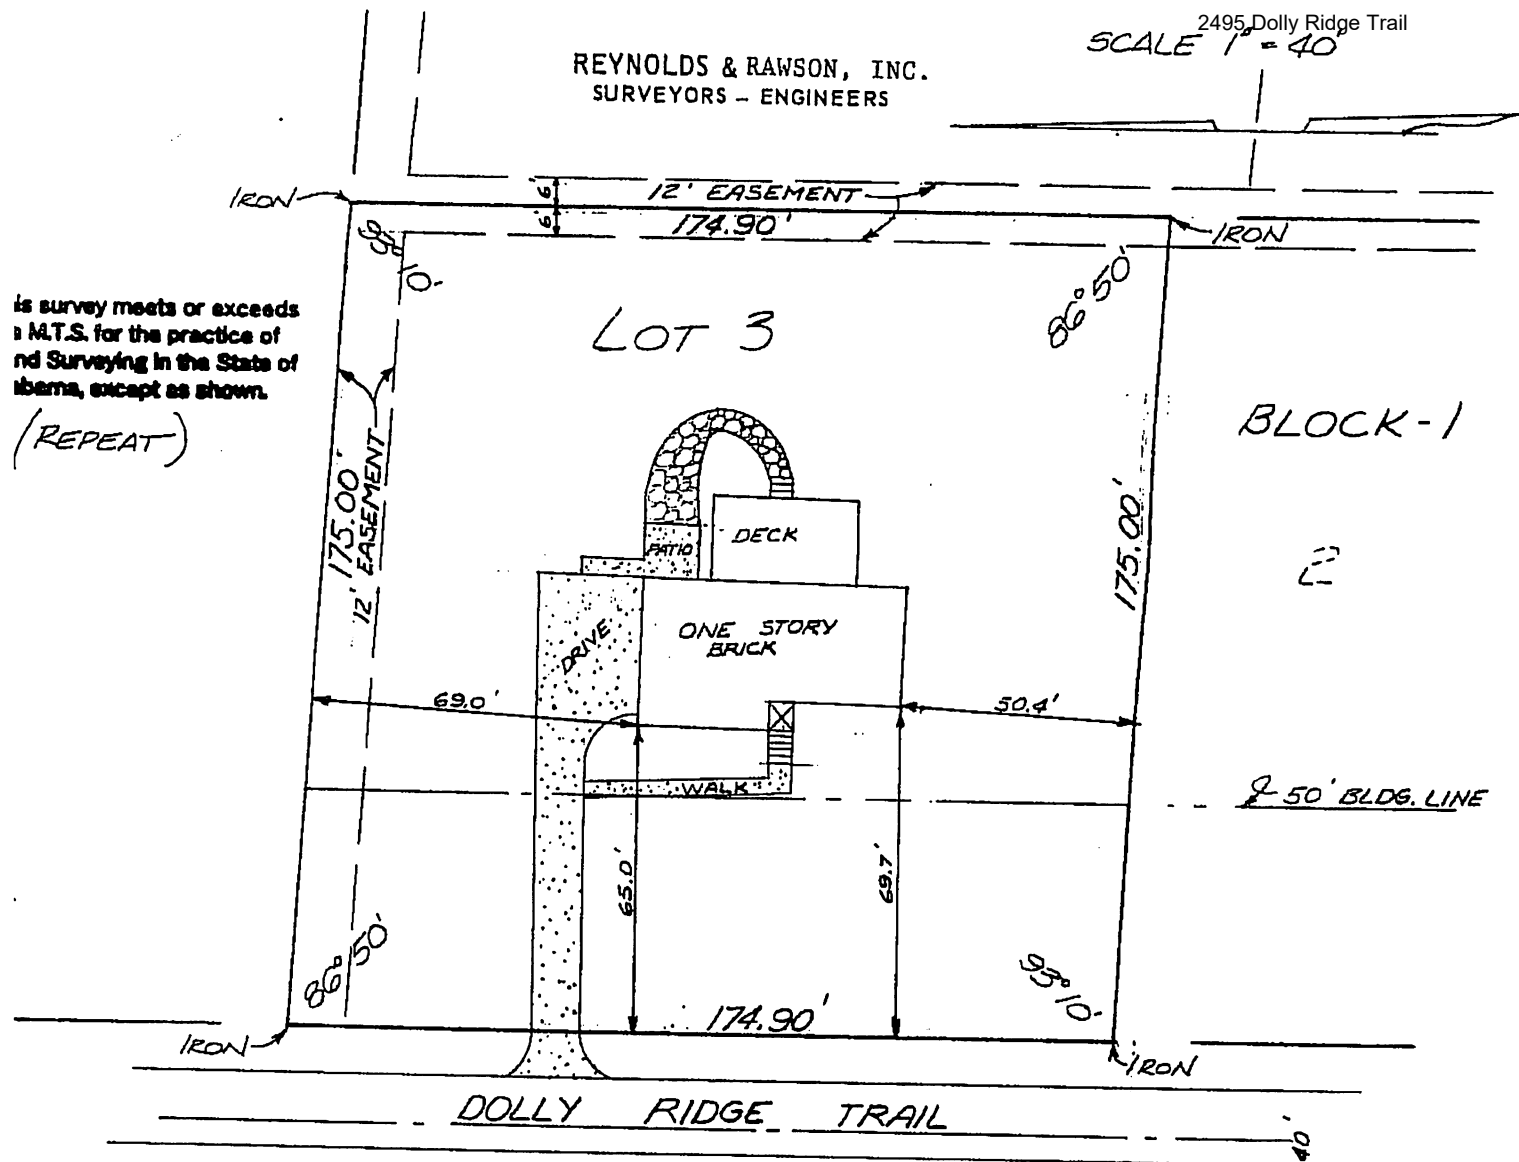 2495 Dolly Ridge Trail
SCALE 1" = 40'
REYNOLDS & RAWSON, INC.
SURVEYORS - ENGINEERS
IRON
6'
6'
12' EASEMENT
174.90'
IRON
93° 10'
86° 50'
is survey meets or exceeds
M.T.S. for the practice of
nd Surveying in the State of
abama, except as shown.
(REPEAT)
LOT 3
BLOCK-1
2
175.00'
12' EASEMENT
175.00'
PATIO
DECK
DRIVE
ONE STORY
BRICK
69.0'
50.4'
WALK
50' BLDG. LINE
65.0'
69.7'
86° 50'
93° 10'
174.90'
IRON
IRON
DOLLY RIDGE TRAIL
40'